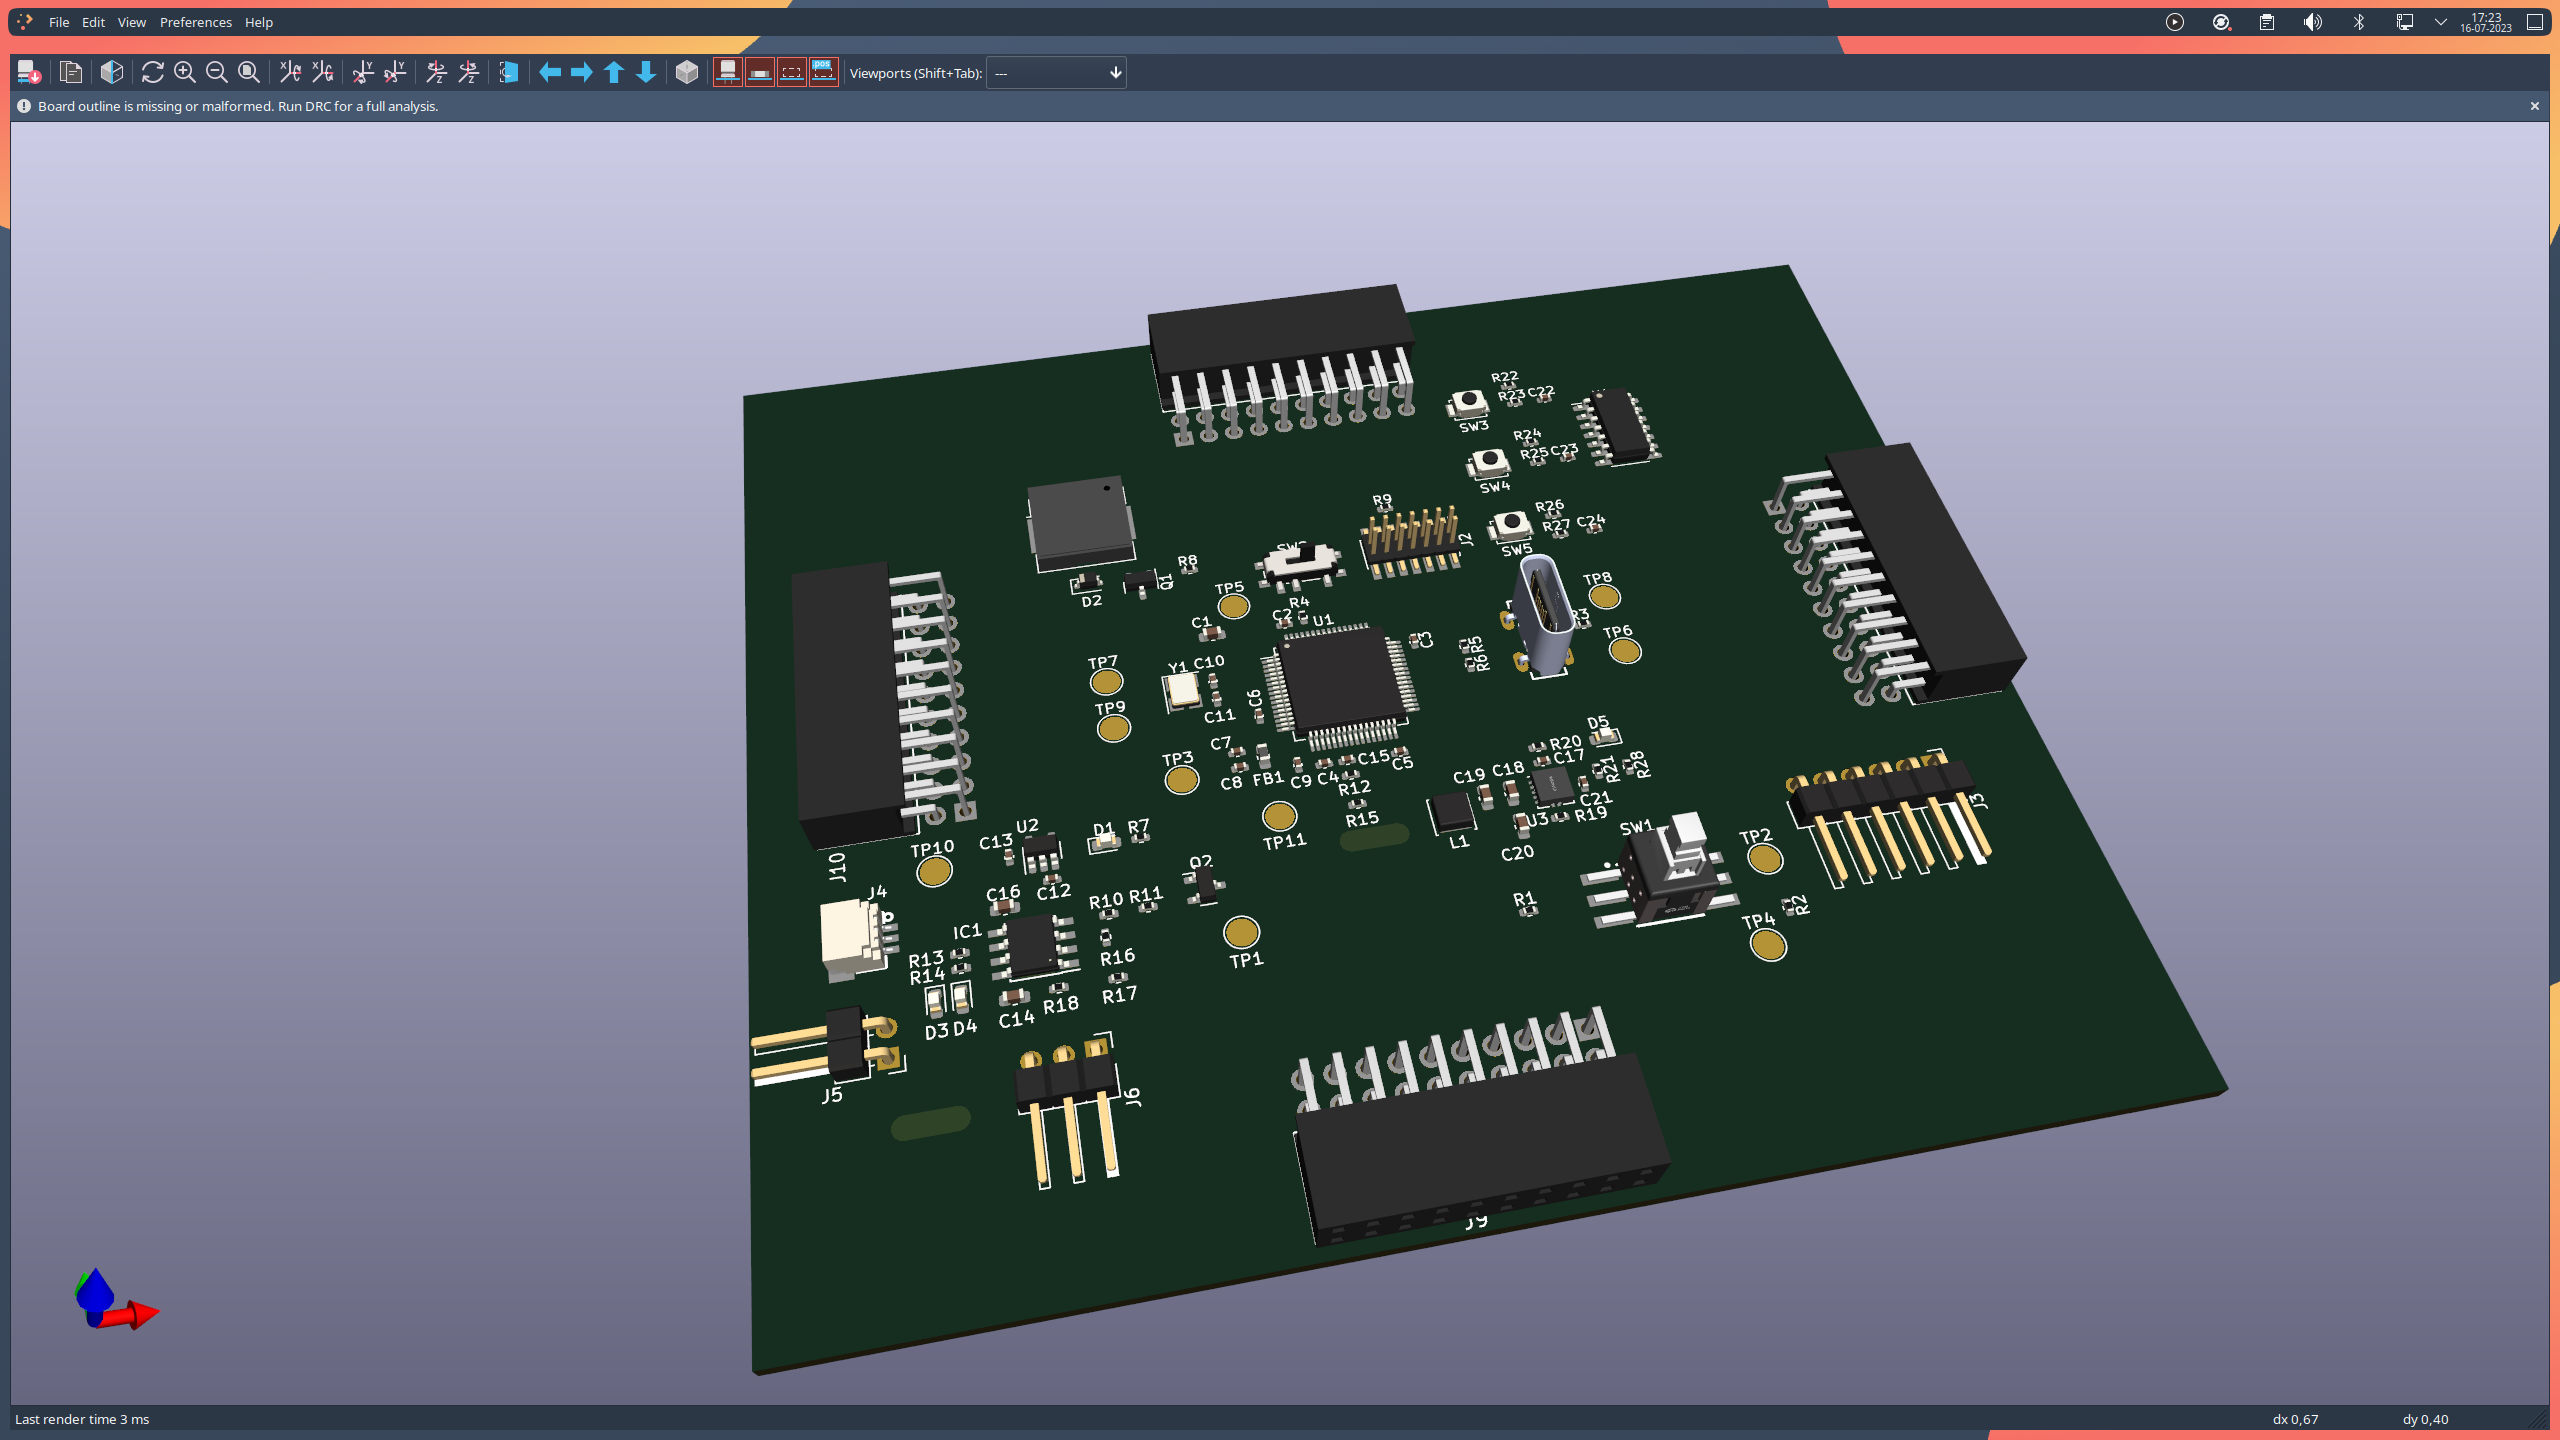 File Edit View Preferences Help
17:23
16-07-2023
X X Y Y Z Z
pos
Viewports (Shift+Tab): ---
Board outline is missing or malformed. Run DRC for a full analysis.
R22
R23 C22
SW3
R24
R25 C23
SW4
R9
R26
R27 C24
J2
SW5
R8
Q1
D2
TP5
TP8
R4
C2
U1
C1
R3
TP6
C3
R5
R6
TP7
Y1 C10
TP9
C6
C11
D5
C7
R20
C17
TP3
C15
C5
C8 FB1 C9 C4
C19 C18
R21
R28
R12
C21
R15
U3 R19
TP11
L1
C20
SW1
J3
TP2
U2
D1 R7
C13
TP10
J10
Q2
C12
C16
J4
R10 R11
R1
R2
TP4
IC1
R13
R14
R16
TP1
R17
R18
C14
D3 D4
J5
J6
J9
Last render time 3 ms
dx 0,67
dy 0,40